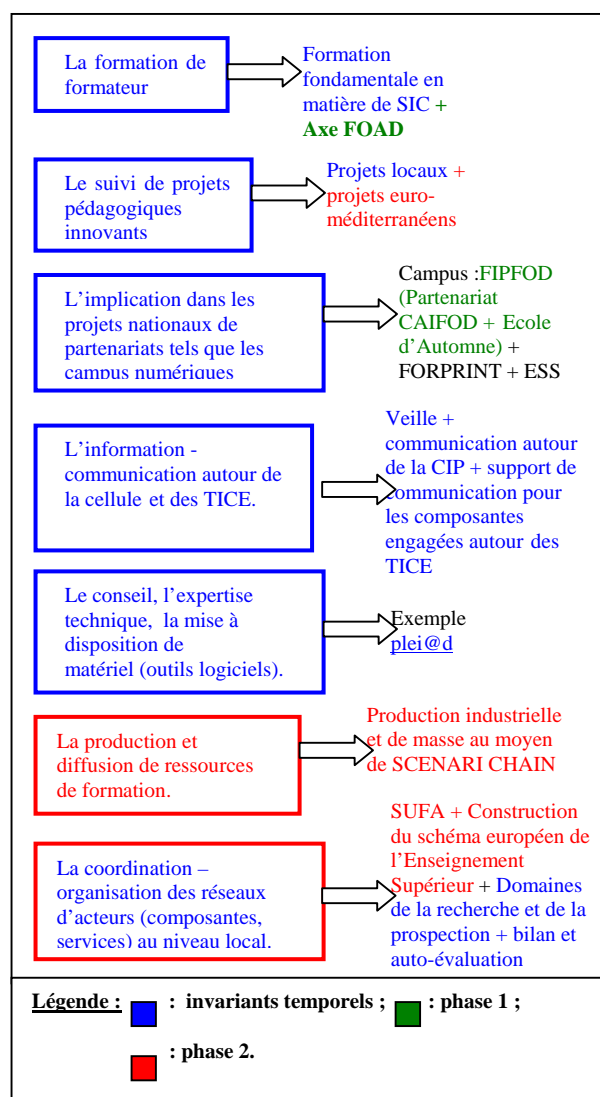 La formation de
formateur
Formation
fondamentale en
matière de SIC +
Axe FOAD
Le suivi de projets
pédagogiques
innovants
Projets locaux +
projets euro-
méditerranéens
L’implication dans les
projets nationaux de
partenariats tels que les
campus numériques
Campus :FIPFOD
(Partenariat
CAIFOD + Ecole
d’Automne) +
FORPRINT + ESS
L’information -
communication autour de
la cellule et des TICE.
Veille +
communication autour
de la CIP + support de
communication pour
les composantes
engagées autour des
TICE
Le conseil, l’expertise
technique, la mise à
disposition de
matériel (outils logiciels).
Exemple
plei@d
La production et
diffusion de ressources
de formation.
Production industrielle
et de masse au moyen
de SCENARI CHAIN
La coordination –
organisation des réseaux
d’acteurs (composantes,
services) au niveau local.
SUFA + Construction
du schéma européen de
l’Enseignement
Supérieur + Domaines
de la recherche et de la
prospection + bilan et
auto-évaluation
Légende : : invariants temporels ; : phase 1 ;
: phase 2.